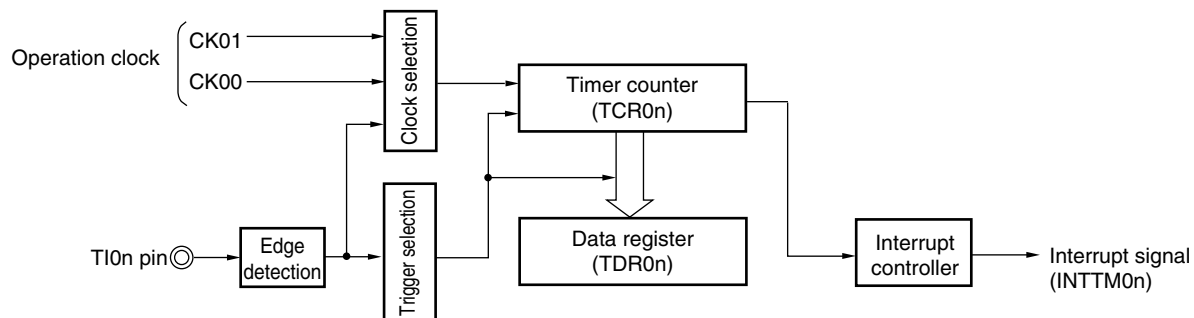 Operation clock
CK01
CK00
Clock selection
Timer counter
(TCR0n)
Trigger selection
Data register
(TDR0n)
TI0n pin
Edge
detection
Interrupt
controller
Interrupt signal
(INTTM0n)